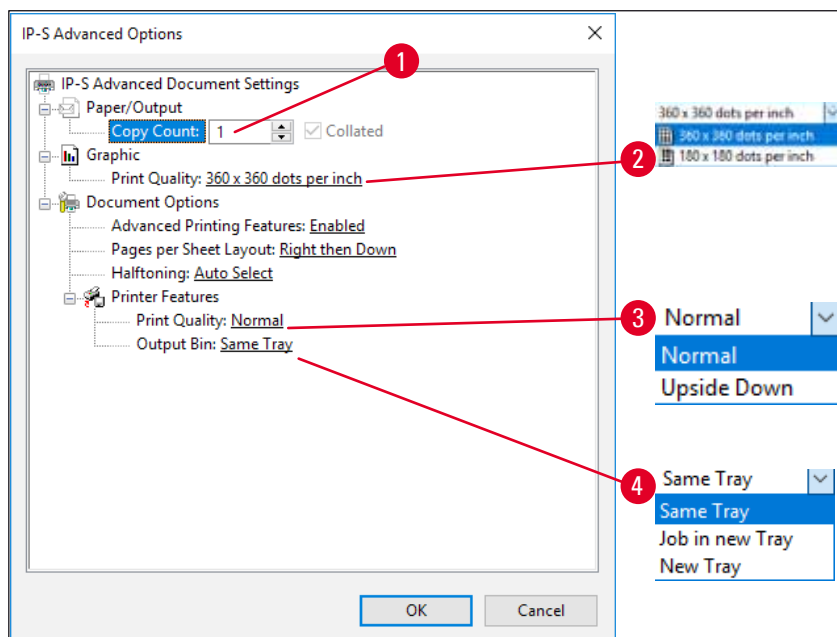 IP-S Advanced Options
IP-S Advanced Document Settings
Paper/Output
Copy Count: 1 Collated
Graphic
Print Quality: 360 x 360 dots per inch
Document Options
Advanced Printing Features: Enabled
Pages per Sheet Layout: Right then Down
Halftoning: Auto Select
Printer Features
Print Quality: Normal
Output Bin: Same Tray
OK Cancel
1
2
360 x 360 dots per inch
360 x 360 dots per inch
180 x 180 dots per inch
3
Normal
Normal
Upside Down
4
Same Tray
Same Tray
Job in new Tray
New Tray